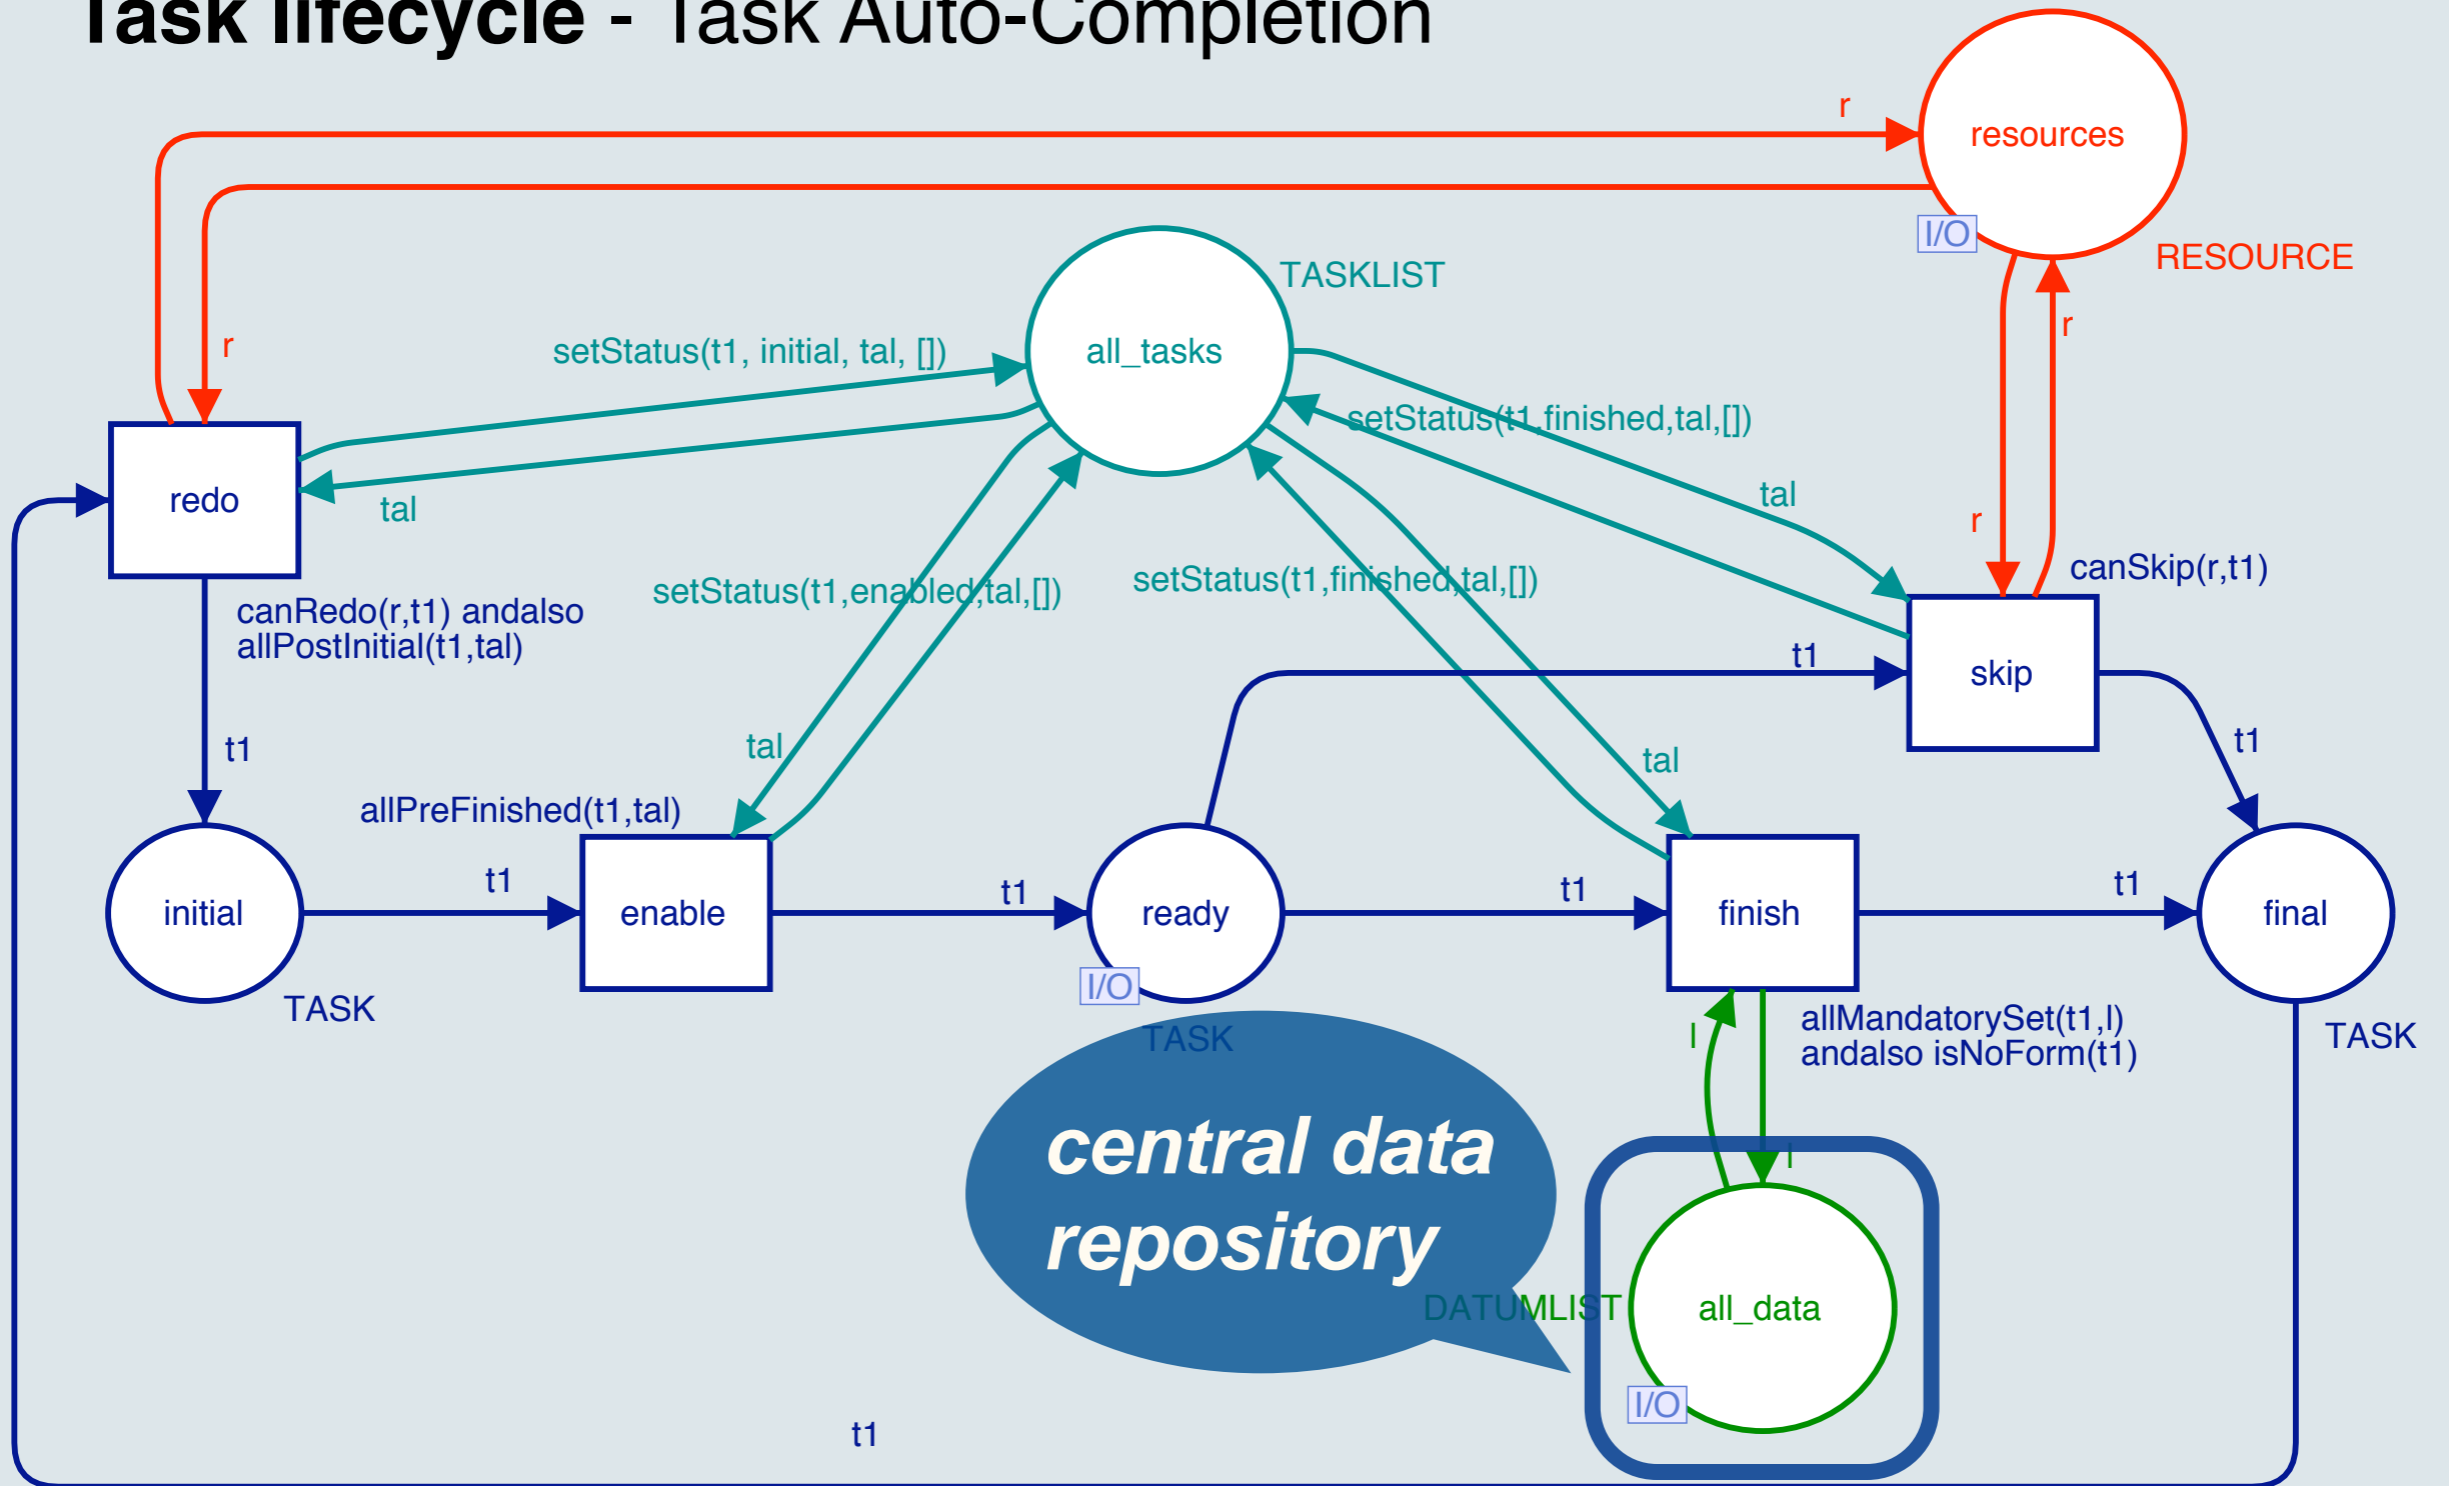 Task lifecycle - Task Auto-Completion
r
resources
I/O
RESOURCE
TASKLIST
r
setStatus(t1, initial, tal, [])
all_tasks
r
setStatus(t1,finished,tal,[])
tal
redo
tal
r
canSkip(r,t1)
setStatus(t1,enabled,tal,[])
setStatus(t1,finished,tal,[])
canRedo(r,t1) andalso
allPostInitial(t1,tal)
t1
skip
t1
tal
tal
t1
allPreFinished(t1,tal)
t1
t1
t1
t1
initial
enable
ready
finish
final
I/O
TASK
TASK
allMandatorySet(t1,l)
andalso isNoForm(t1)
TASK
l
central data
repository
l
DATUMLIST
all_data
I/O
t1